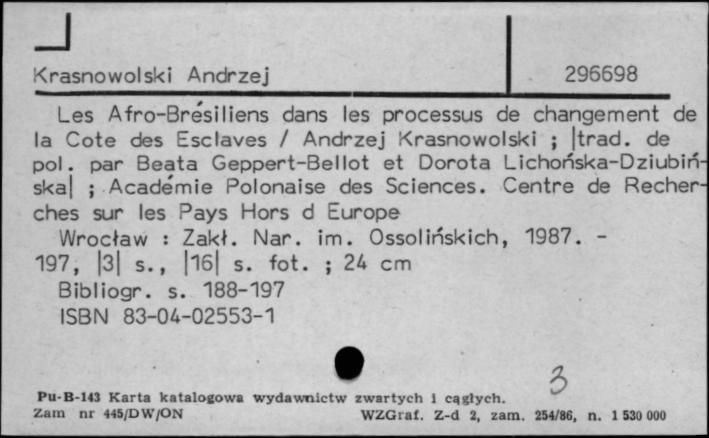 Krasnowolski Andrzej 296698
Les Afro-Brésiliens dans les processus de changement de
la Cote des Esclaves / Andrzej Krasnowolski ; |trad. de
pol. par Beata Geppert-Bellot et Dorota Lichońska-Dziubiń-
ska| ; Académie Polonaise des Sciences. Centre de Recher-
ches sur les Pays Hors d Europe
Wrocław : Zakł. Nar. im. Ossolińskich, 1987. -
197, |3| s., |16| s. fot. ; 24 cm
Bibliogr. s. 188-197
ISBN 83-04-02553-1
3
Pu-B-143 Karta katalogowa wydawnictw zwartych i cągłych.
Zam nr 445/DW/ON WZGraf. Z-d 2, zam. 254/86, n. 1 530 000